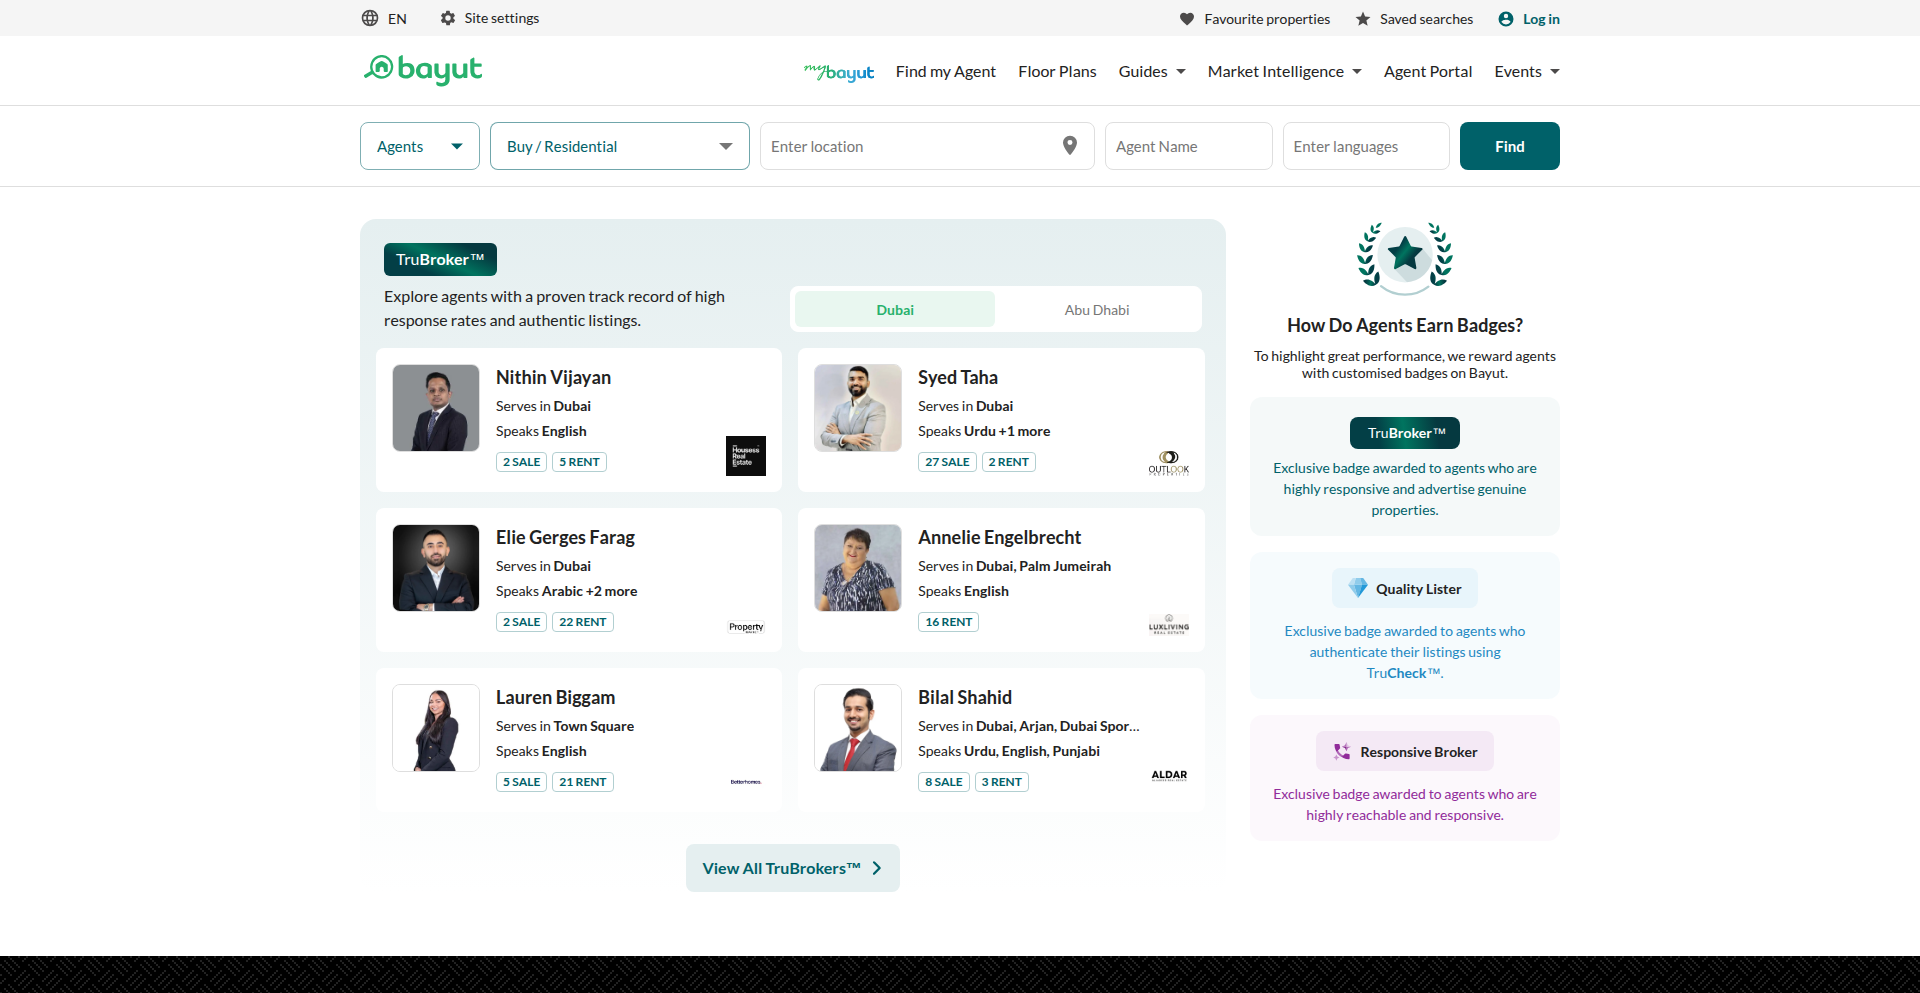 EN
Site settings
Favourite properties
Saved searches
Log in
bayut
mybayut
Find my Agent
Floor Plans
Guides
Market Intelligence
Agent Portal
Events
Agents
Buy / Residential
Enter location
Agent Name
Enter languages
Find
TruBroker™
Explore agents with a proven track record of high
response rates and authentic listings.
Dubai
Abu Dhabi
Nithin Vijayan
Serves in Dubai
Speaks English
2 SALE
5 RENT
Housess
Real
Estate
Syed Taha
Serves in Dubai
Speaks Urdu +1 more
27 SALE
2 RENT
OUTLOOK
Elie Gerges Farag
Serves in Dubai
Speaks Arabic +2 more
2 SALE
22 RENT
Property
Annelie Engelbrecht
Serves in Dubai, Palm Jumeirah
Speaks English
16 RENT
LUXLIVING
REAL ESTATE
Lauren Biggam
Serves in Town Square
Speaks English
5 SALE
21 RENT
Betterhomes.
Bilal Shahid
Serves in Dubai, Arjan, Dubai Spor...
Speaks Urdu, English, Punjabi
8 SALE
3 RENT
ALDAR
View All TruBrokers™
How Do Agents Earn Badges?
To highlight great performance, we reward agents
with customised badges on Bayut.
TruBroker™
Exclusive badge awarded to agents who are
highly responsive and advertise genuine
properties.
Quality Lister
Exclusive badge awarded to agents who
authenticate their listings using
TruCheck™.
Responsive Broker
Exclusive badge awarded to agents who are
highly reachable and responsive.